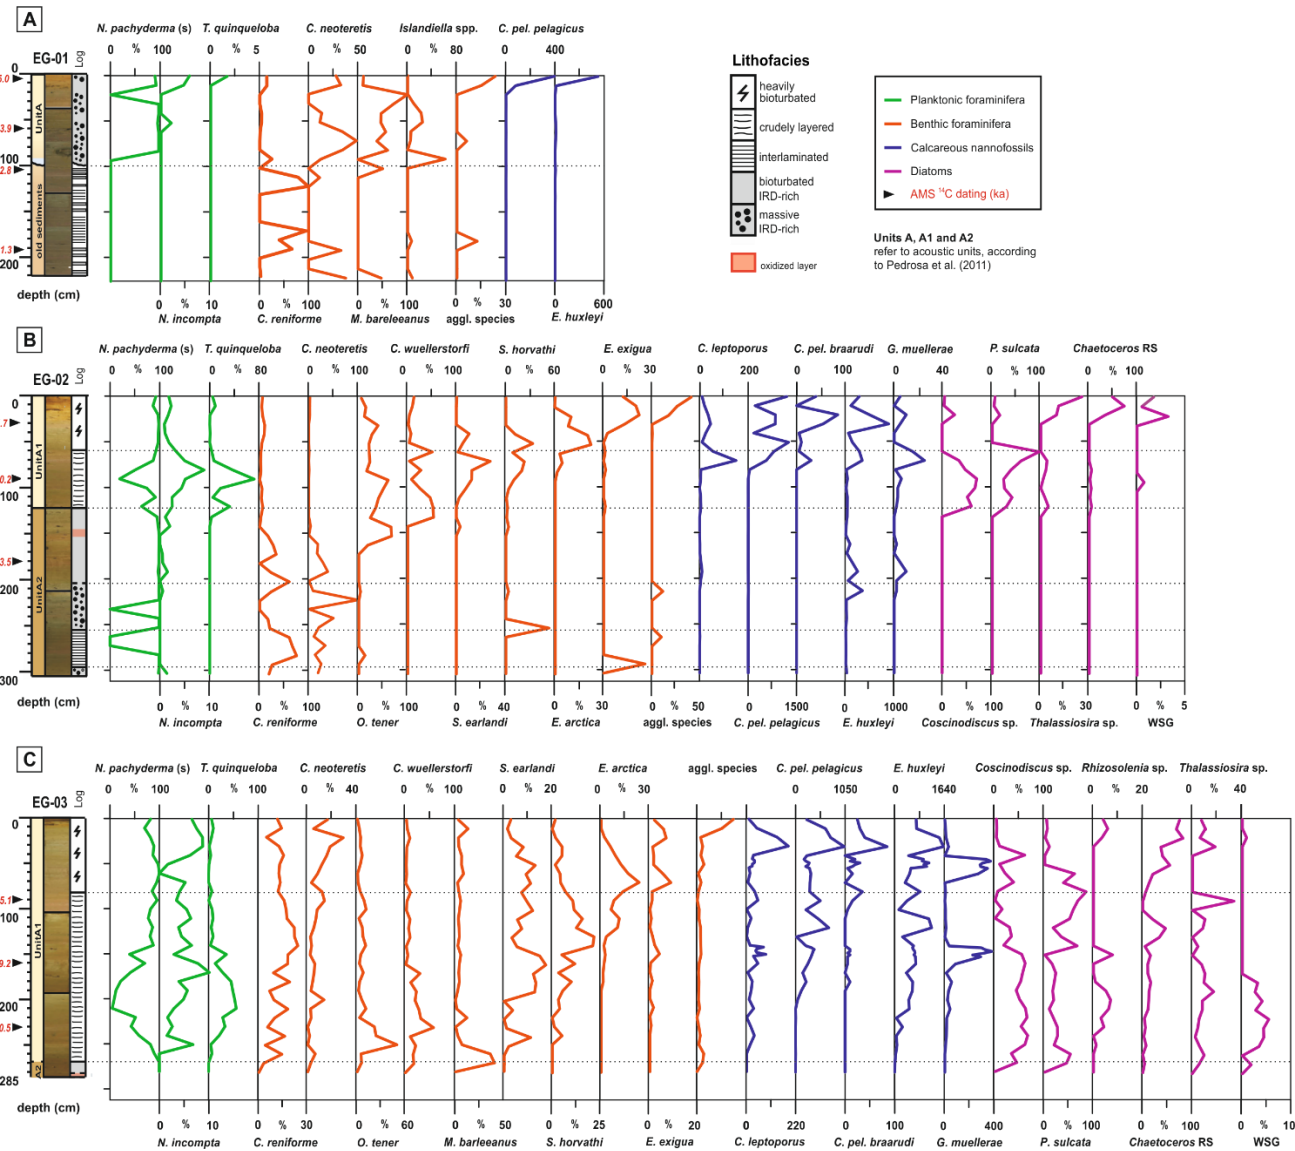 A
N. pachyderma (s) T. quinqueloba C. neoteretis Islandiella spp. C. pel. pelagicus
EG-01 Log 0 % 100 0 % 5 0 % 50 % 80 0 400
0
100
200
5.0
3.9
2.8
1.3
UnitA
old sediments
depth (cm)
0 % 10 0 % 100 % 100 % 30 0 600
N. incompta C. reniforme M. bareleeanus aggl. species E. huxleyi
Lithofacies
heavily
bioturbated
crudely layered
interlaminated
bioturbated
IRD-rich
massive
IRD-rich
oxidized layer
Planktonic foraminifera
Benthic foraminifera
Calcareous nannofossils
Diatoms
AMS 14C dating (ka)
Units A, A1 and A2
refer to acoustic units, according
to Pedrosa et al. (2011)
B
N. pachyderma (s) T. quinqueloba C. neoteretis C. wuellerstorfi S. horvathi E. exigua C. leptoporus C. pel. braarudi G. muellerae P. sulcata Chaetoceros RS
EG-02 Log 0 % 100 % 80 % 100 % 100 % 60 0 % 30 0 200 0 100 0 40 0 % 100 0 % 100
0
100
200
300
.7
0.2
3.5
UnitA1
UnitA2
depth (cm)
0 % 10 0 % 100 0 % 100 0 % 40 0 % 30 % 50 0 1500 0 1000 0 % 100 0 % 30 0 % 5
N. incompta C. reniforme O. tener S. earlandi E. arctica aggl. species C. pel. pelagicus E. huxleyi Coscinodiscus sp. Thalassiosira sp. WSG
C
N. pachyderma (s) T. quinqueloba C. neoteretis C. wuellerstorfi S. earlandi E. arctica aggl. species C. pel. pelagicus E. huxleyi Coscinodiscus sp. Rhizosolenia sp. Thalassiosira sp.
EG-03 Log 0 % 100 % 100 0 % 40 0 % 100 0 % 20 0 % 30 0 % 50 0 1050 0 1640 0 % 100 0 % 20 0 % 40
0
100
200
285
5.1
9.2
0.5
UnitA1
A2
depth (cm)
0 % 10 0 % 30 0 % 60 0 % 50 0 % 25 0 % 20 0 220 0 100 0 400 0 % 100 0 % 100 0 % 10
N. incompta C. reniforme O. tener M. barleeanus S. horvathi E. exigua C. leptoporus C. pel. braarudi G. muellerae P. sulcata Chaetoceros RS WSG